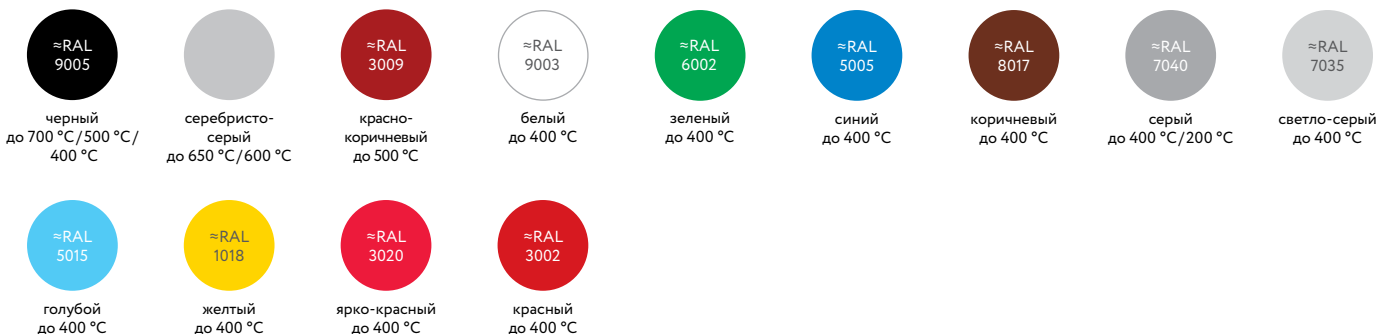 ≈RAL
9005
черный
до 700 °C/500 °C/
400 °C
серебристо-
серый
до 650 °C/600 °C
≈RAL
3009
красно-
коричневый
до 500 °C
≈RAL
9003
белый
до 400 °C
≈RAL
6002
зеленый
до 400 °C
≈RAL
5005
синий
до 400 °C
≈RAL
8017
коричневый
до 400 °C
≈RAL
7040
серый
до 400 °C/200 °C
≈RAL
7035
светло-серый
до 400 °C
≈RAL
5015
голубой
до 400 °C
≈RAL
1018
желтый
до 400 °C
≈RAL
3020
ярко-красный
до 400 °C
≈RAL
3002
красный
до 400 °C